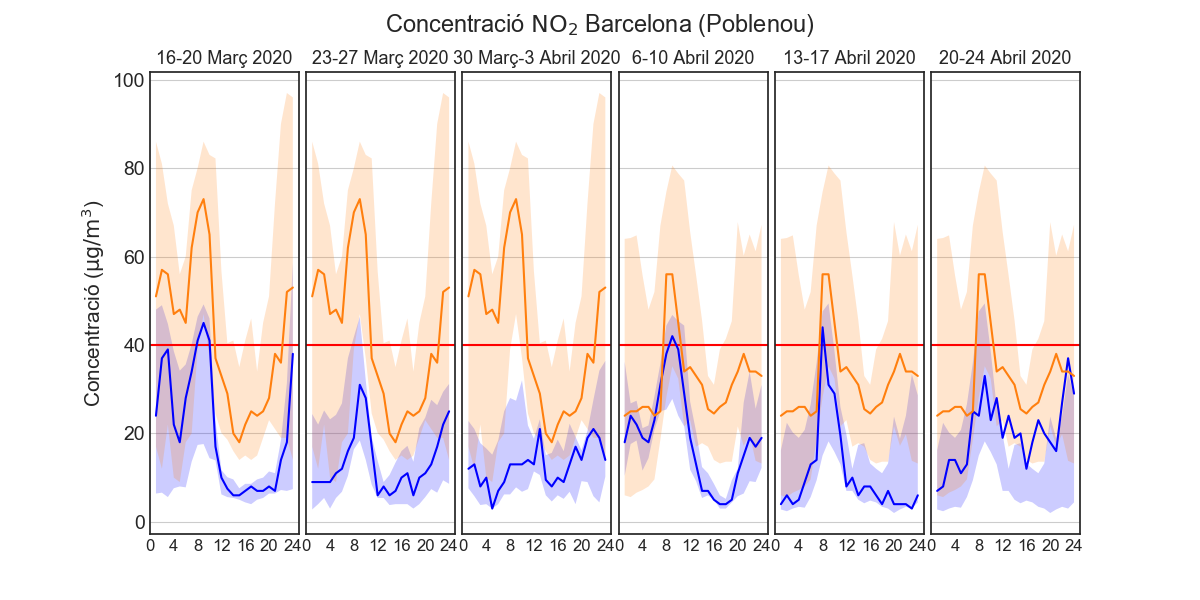 Concentració NO₂ Barcelona (Poblenou)
16-20 Març 2020 23-27 Març 2020 30 Març-3 Abril 2020 6-10 Abril 2020 13-17 Abril 2020 20-24 Abril 2020
100
80
60
40
20
0
Concentració (µg/m³)
0 4 8 12 16 20 24 0 4 8 12 16 20 24 0 4 8 12 16 20 24 0 4 8 12 16 20 24 0 4 8 12 16 20 24 0 4 8 12 16 20 24